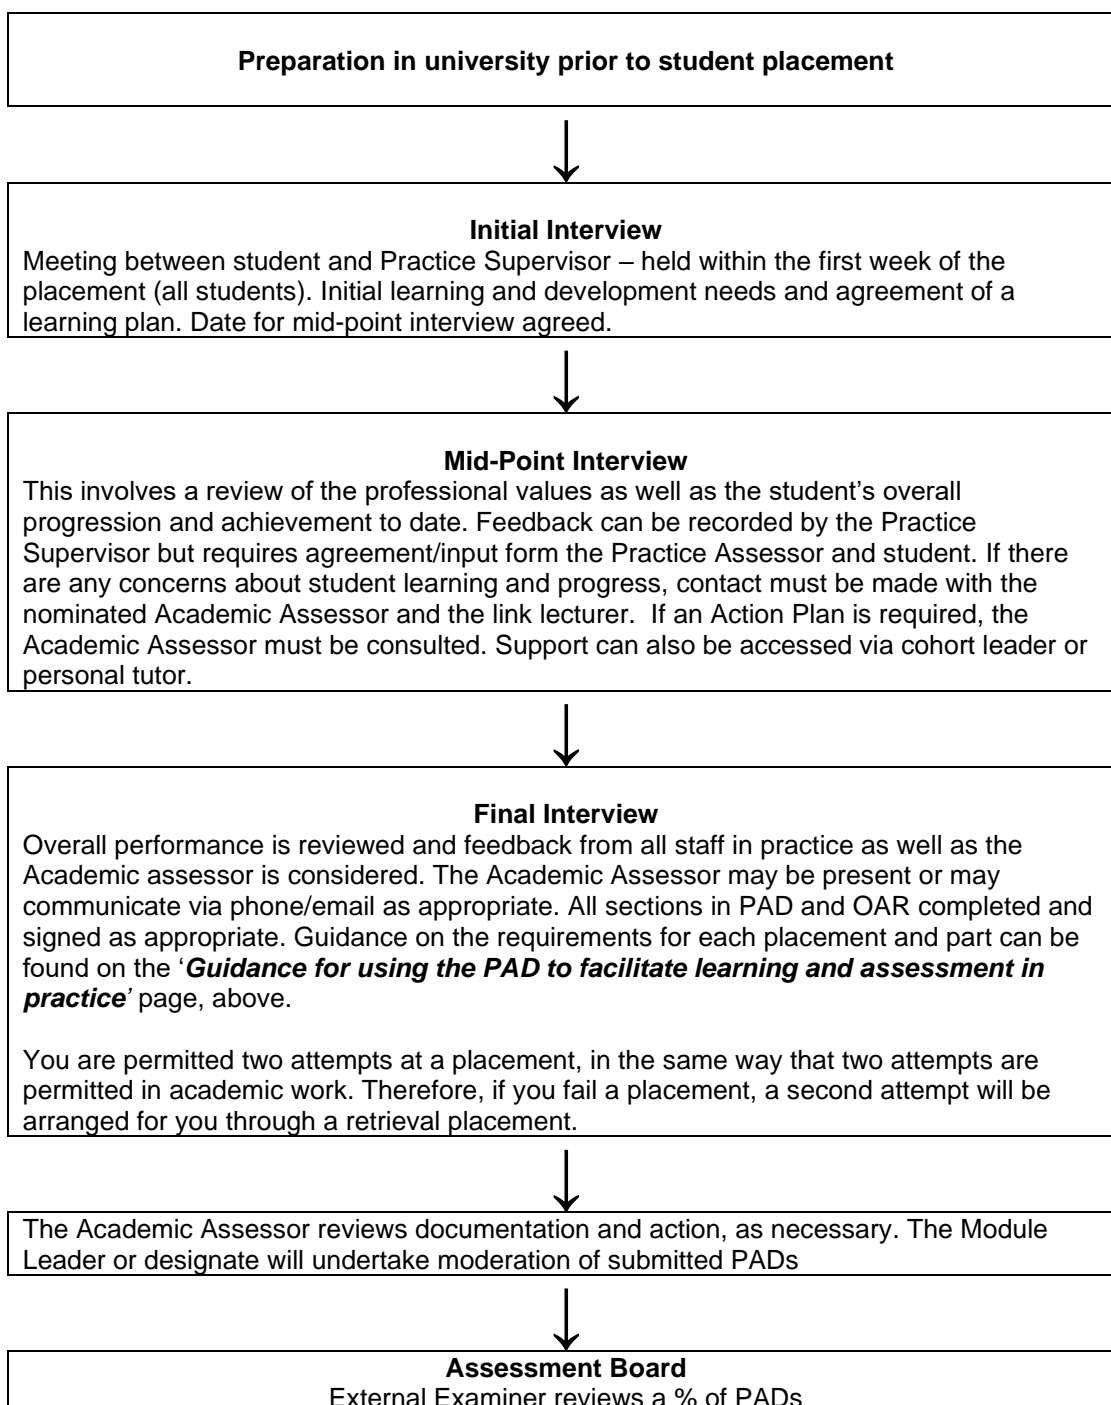 Preparation in university prior to student placement
Initial Interview
Meeting between student and Practice Supervisor – held within the first week of the
placement (all students). Initial learning and development needs and agreement of a
learning plan. Date for mid-point interview agreed.
Mid-Point Interview
This involves a review of the professional values as well as the student’s overall
progression and achievement to date. Feedback can be recorded by the Practice
Supervisor but requires agreement/input form the Practice Assessor and student. If there
are any concerns about student learning and progress, contact must be made with the
nominated Academic Assessor and the link lecturer.  If an Action Plan is required, the
Academic Assessor must be consulted. Support can also be accessed via cohort leader or
personal tutor.
Final Interview
Overall performance is reviewed and feedback from all staff in practice as well as the
Academic assessor is considered. The Academic Assessor may be present or may
communicate via phone/email as appropriate. All sections in PAD and OAR completed and
signed as appropriate. Guidance on the requirements for each placement and part can be
found on the ‘Guidance for using the PAD to facilitate learning and assessment in
practice’ page, above.
You are permitted two attempts at a placement, in the same way that two attempts are
permitted in academic work. Therefore, if you fail a placement, a second attempt will be
arranged for you through a retrieval placement.
The Academic Assessor reviews documentation and action, as necessary. The Module
Leader or designate will undertake moderation of submitted PADs
Assessment Board
External Examiner reviews a % of PADs